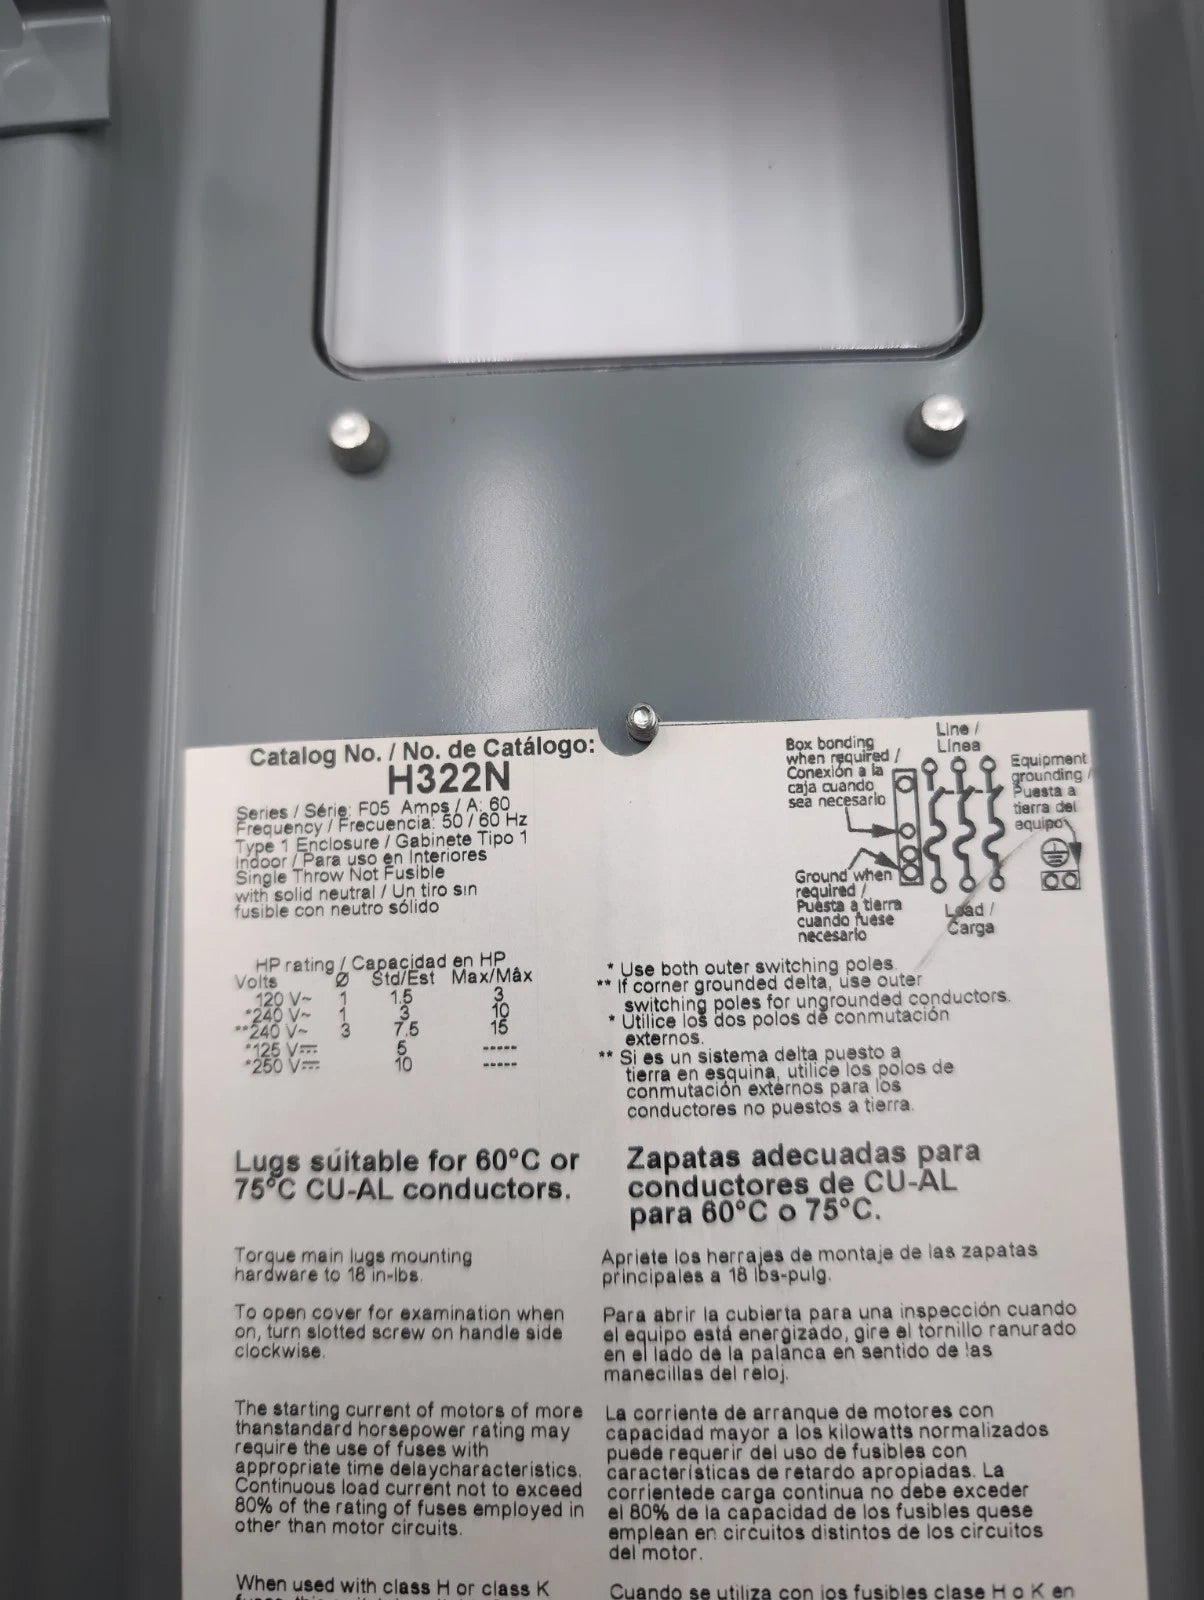 Catalog No. / No. de Catálogo:
H322N
Series / Série: F05 Amps / A: 60
Frequency / Frecuencia: 50 / 60 Hz
Type 1 Enclosure / Gabinete Tipo 1
Indoor / Para uso en Interiores
Single Throw Not Fusible
with solid neutral / Un tiro sin
fusible con neutro sólido
Box bonding
when required /
Conexión a la
caja cuando
sea necesario
Line /
Línea
Equipment
grounding /
Puesta a
tierra del
equipo
Ground when
required /
Puesta a tierra
cuando fuese
necesario
Load /
Carga
HP rating / Capacidad en HP
Volts Ø Std/Est Max/Mâx
120 V~ 1 1.5 3
*240 V~ 1 3 10
**240 V~ 3 7.5 15
*125 V⎓ 5 -----
*250 V⎓ 10 -----
* Use both outer switching poles.
** If corner grounded delta, use outer
switching poles for ungrounded conductors.
* Utilice los dos polos de conmutación
externos.
** Si es un sistema delta puesto a
tierra en esquina, utilice los polos de
conmutación externos para los
conductores no puestos a tierra.
Lugs suitable for 60°C or
75°C CU-AL conductors.
Zapatas adecuadas para
conductores de CU-AL
para 60°C o 75°C.
Torque main lugs mounting
hardware to 18 in-lbs.
Apriete los herrajes de montaje de las zapatas
principales a 18 lbs-pulg.
To open cover for examination when
on, turn slotted screw on handle side
clockwise.
Para abrir la cubierta para una inspección cuando
el equipo está energizado, gire el tornillo ranurado
en el lado de la palanca en sentido de las
manecillas del reloj.
The starting current of motors of more
thanstandard horsepower rating may
require the use of fuses with
appropriate time delaycharacteristics.
Continuous load current not to exceed
80% of the rating of fuses employed in
other than motor circuits.
La corriente de arranque de motores con
capacidad mayor a los kilowatts normalizados
puede requerir del uso de fusibles con
características de retardo apropiadas. La
corrientede carga continua no debe exceder
el 80% de la capacidad de los fusibles quese
emplean en circuitos distintos de los circuitos
del motor.
When used with class H or class K
Cuando se utiliza con los fusibles clase H o K en